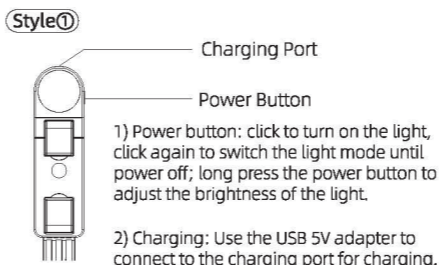 Style①
Charging Port
Power Button
1) Power button: click to turn on the light,
click again to switch the light mode until
power off; long press the power button to
adjust the brightness of the light.
2) Charging: Use the USB 5V adapter to
connect to the charging port for charging.